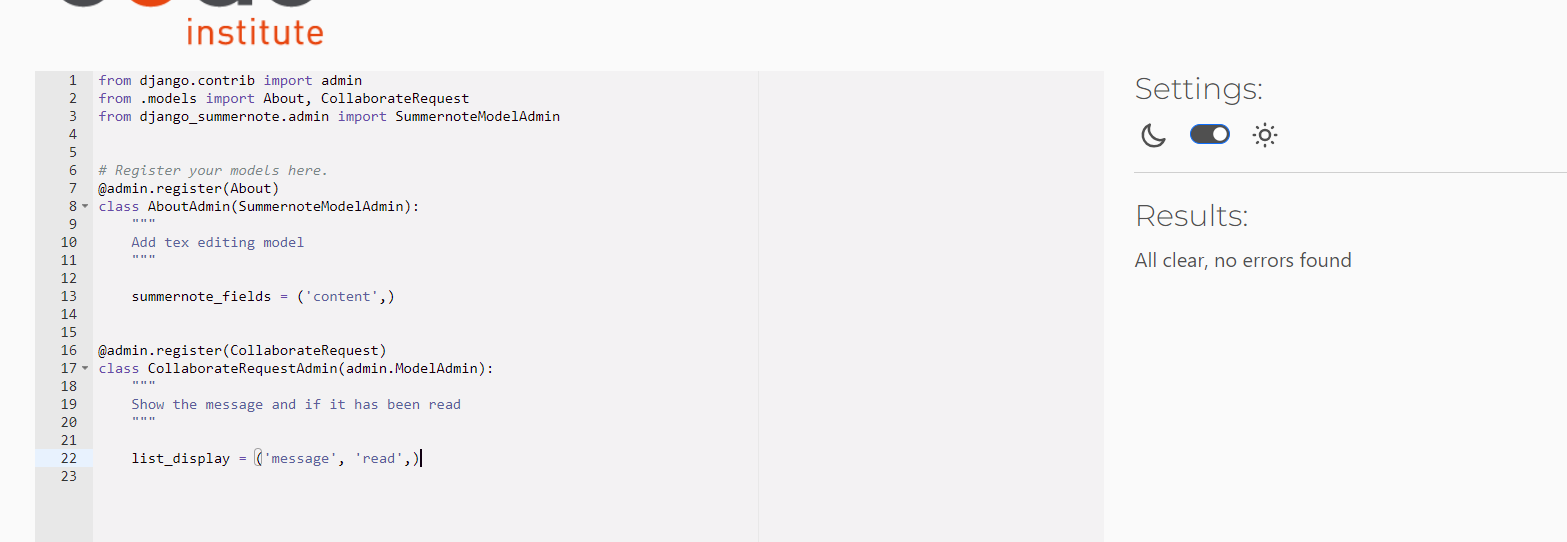 institute
1 from django.contrib import admin
2 from .models import About, CollaborateRequest
3 from django_summernote.admin import SummernoteModelAdmin
4
5
6 # Register your models here.
7 @admin.register(About)
8 class AboutAdmin(SummernoteModelAdmin):
9     """
10     Add tex editing model
11     """
12
13     summernote_fields = ('content',)
14
15
16 @admin.register(CollaborateRequest)
17 class CollaborateRequestAdmin(admin.ModelAdmin):
18     """
19     Show the message and if it has been read
20     """
21
22     list_display = ('message', 'read',)
23
Settings:
Results:
All clear, no errors found